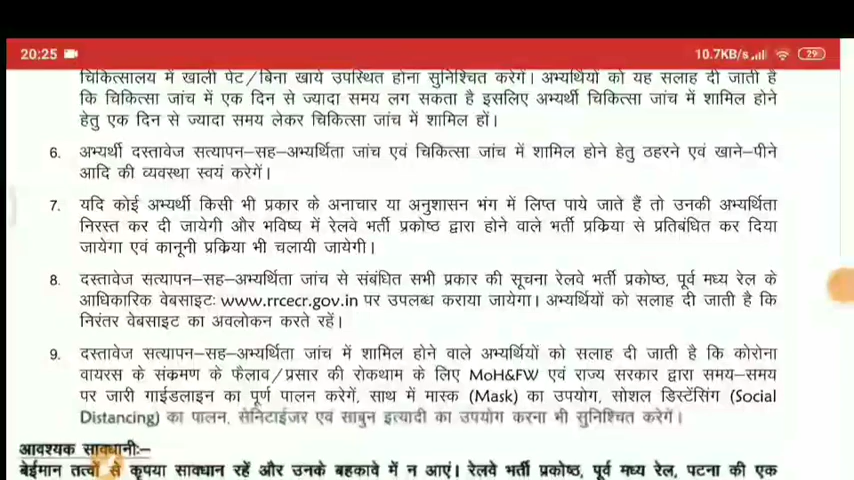 20:25
10.7KB/s
29
चिकित्सालय में खाली पेट/बिना खाये उपस्थित होना सुनिश्चित करेगें। अभ्यर्थियों को यह सलाह दी जाती है
कि चिकित्सा जांच में एक दिन से ज्यादा समय लग सकता है इसलिए अभ्यर्थी चिकित्सा जांच में शामिल होने
हेतु एक दिन से ज्यादा समय लेकर चिकित्सा जांच में शामिल हों।
6. अभ्यर्थी दस्तावेज सत्यापन–सह–अभ्यर्थिता जांच एवं चिकित्सा जांच में शामिल होने हेतु ठहरने एवं खाने–पीने
आदि की व्यवस्था स्वयं करेगें।
7. यदि कोई अभ्यर्थी किसी भी प्रकार के अनाचार या अनुशासन भंग में लिप्त पाये जाते हैं तो उनकी अभ्यर्थिता
निरस्त कर दी जायेगी और भविष्य में रेलवे भर्ती प्रकोष्ठ द्वारा होने वाले भर्ती प्रकिया से प्रतिबंधित कर दिया
जायेगा एवं कानूनी प्रकिया भी चलायी जायेगी।
8. दस्तावेज सत्यापन–सह–अभ्यर्थिता जांच से संबंधित सभी प्रकार की सूचना रेलवे भर्ती प्रकोष्ठ, पूर्व मध्य रेल के
आधिकारिक वेबसाइटः www.rrcecr.gov.in पर उपलब्ध कराया जायेगा। अभ्यर्थियों को सलाह दी जाती है कि
निरंतर वेबसाइट का अवलोकन करते रहें।
9. दस्तावेज सत्यापन–सह–अभ्यर्थिता जांच में शामिल होने वाले अभ्यर्थियों को सलाह दी जाती है कि कोरोना
वायरस के संक्रमण के फैलाव/प्रसार की रोकथाम के लिए MoH&FW एवं राज्य सरकार द्वारा समय–समय
पर जारी गाईडलाइन का पूर्ण पालन करेगें, साथ में मास्क (Mask) का उपयोग, सोशल डिस्टेंसिंग (Social
Distancing) का पालन, सेनिटाईजर एवं साबुन इत्यादी का उपयोग करना भी सुनिश्चित करेगें।
आवश्यक सावधानीः–
बेईमान तत्वों से कृपया सावधान रहें और उनके बहकावे में न आएं। रेलवे भर्ती प्रकोष्ठ, पूर्व मध्य रेल, पटना की एक